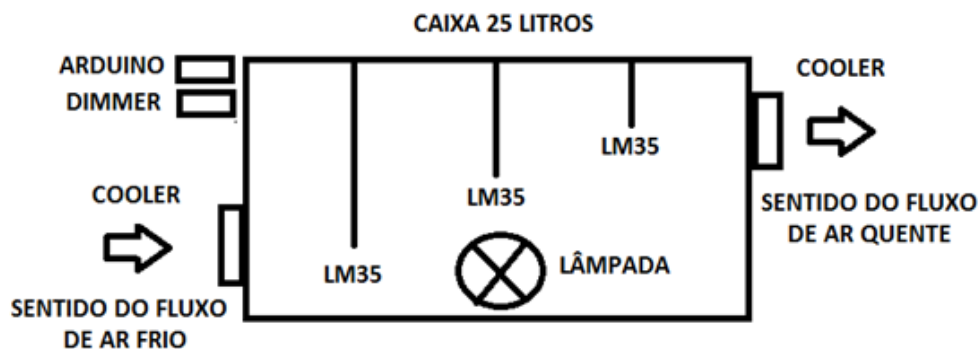 CAIXA 25 LITROS
ARDUINO
DIMMER
COOLER
LM35
LM35
COOLER
LM35
SENTIDO DO FLUXO
DE AR QUENTE
LÂMPADA
SENTIDO DO FLUXO
DE AR FRIO